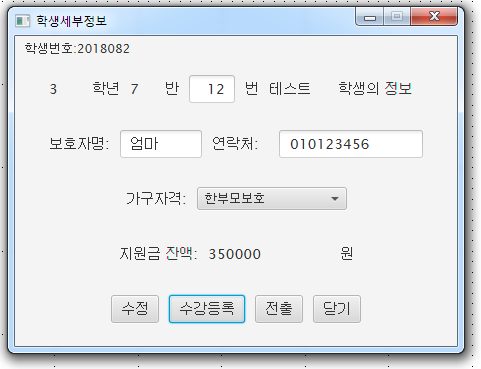 학생세부정보
학생번호:2018082
3 학년 7 반 12 번 테스트 학생의 정보
보호자명: 엄마 연락처: 010123456
가구자격: 한부모보호
지원금 잔액: 350000 원
수정 수강등록 전출 닫기